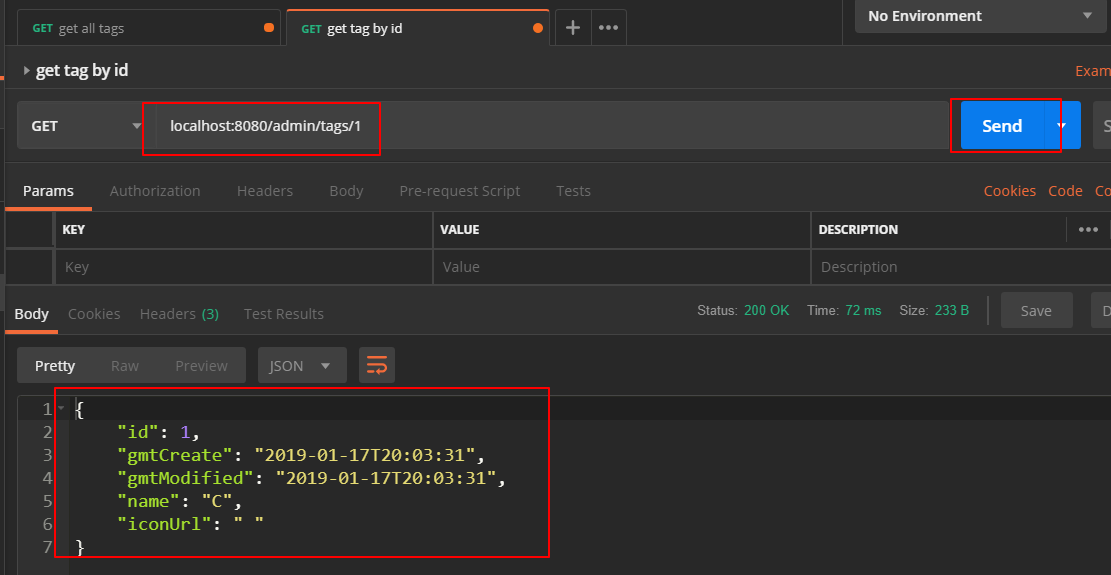 GET get all tags GET get tag by id No Environment
get tag by id Exam
GET localhost:8080/admin/tags/1 Send S
Params Authorization Headers Body Pre-request Script Tests Cookies Code Co
KEY VALUE DESCRIPTION
Key Value Description
Body Cookies Headers (3) Test Results Status: 200 OK Time: 72 ms Size: 233 B Save D
Pretty Raw Preview JSON
1 {
2 "id": 1,
3 "gmtCreate": "2019-01-17T20:03:31",
4 "gmtModified": "2019-01-17T20:03:31",
5 "name": "C",
6 "iconUrl": " "
7 }